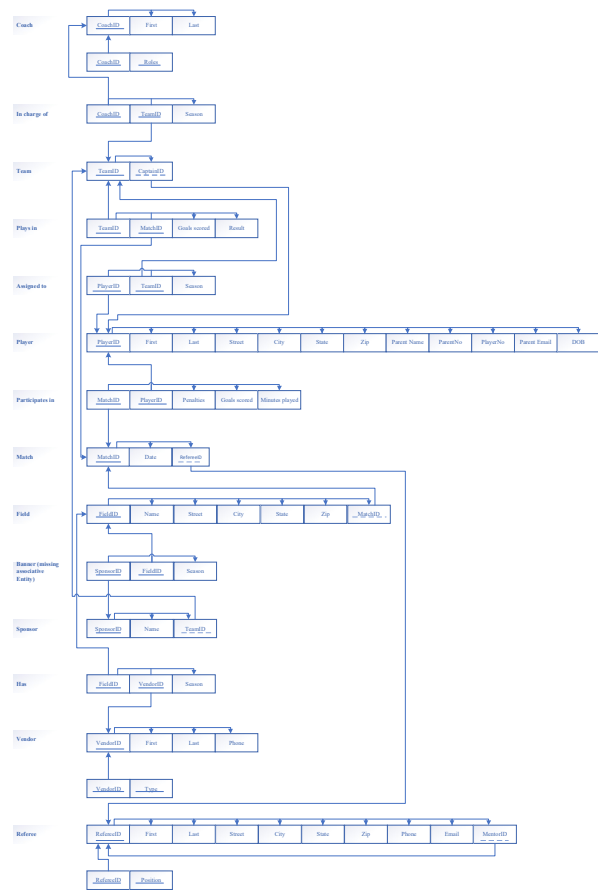 Coach
CoachID First Last
CoachID Roles
In charge of
CoachID TeamID Season
Team
TeamID CaptainID
Plays in
TeamID MatchID Goals scored Result
Assigned to
PlayerID TeamID Season
Player
PlayerID First Last Street City State Zip Parent Name ParentNo PlayerNo Parent Email DOB
Participates in
MatchID PlayerID Penalties Goals scored Minutes played
Match
MatchID Date RefereeID
Field
FieldID Name Street City State Zip MatchID
Banner (missing
associative
Entity)
SponsorID FieldID Season
Sponsor
SponsorID Name TeamID
Has
FieldID VendorID Season
Vendor
VendorID First Last Phone
VendorID Type
Referee
RefereeID First Last Street City State Zip Phone Email MentorID
RefereeID Position